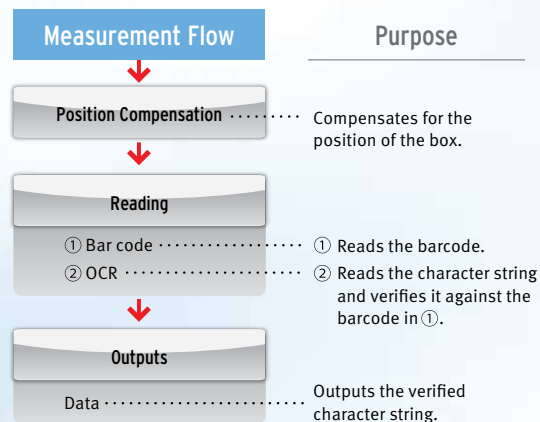 Measurement Flow
Purpose
Position Compensation ········· Compensates for the
position of the box.
Reading
① Bar code ·················· ① Reads the barcode.
② OCR ······················ ② Reads the character string
and verifies it against the
barcode in ①.
Outputs
Data ························· Outputs the verified
character string.